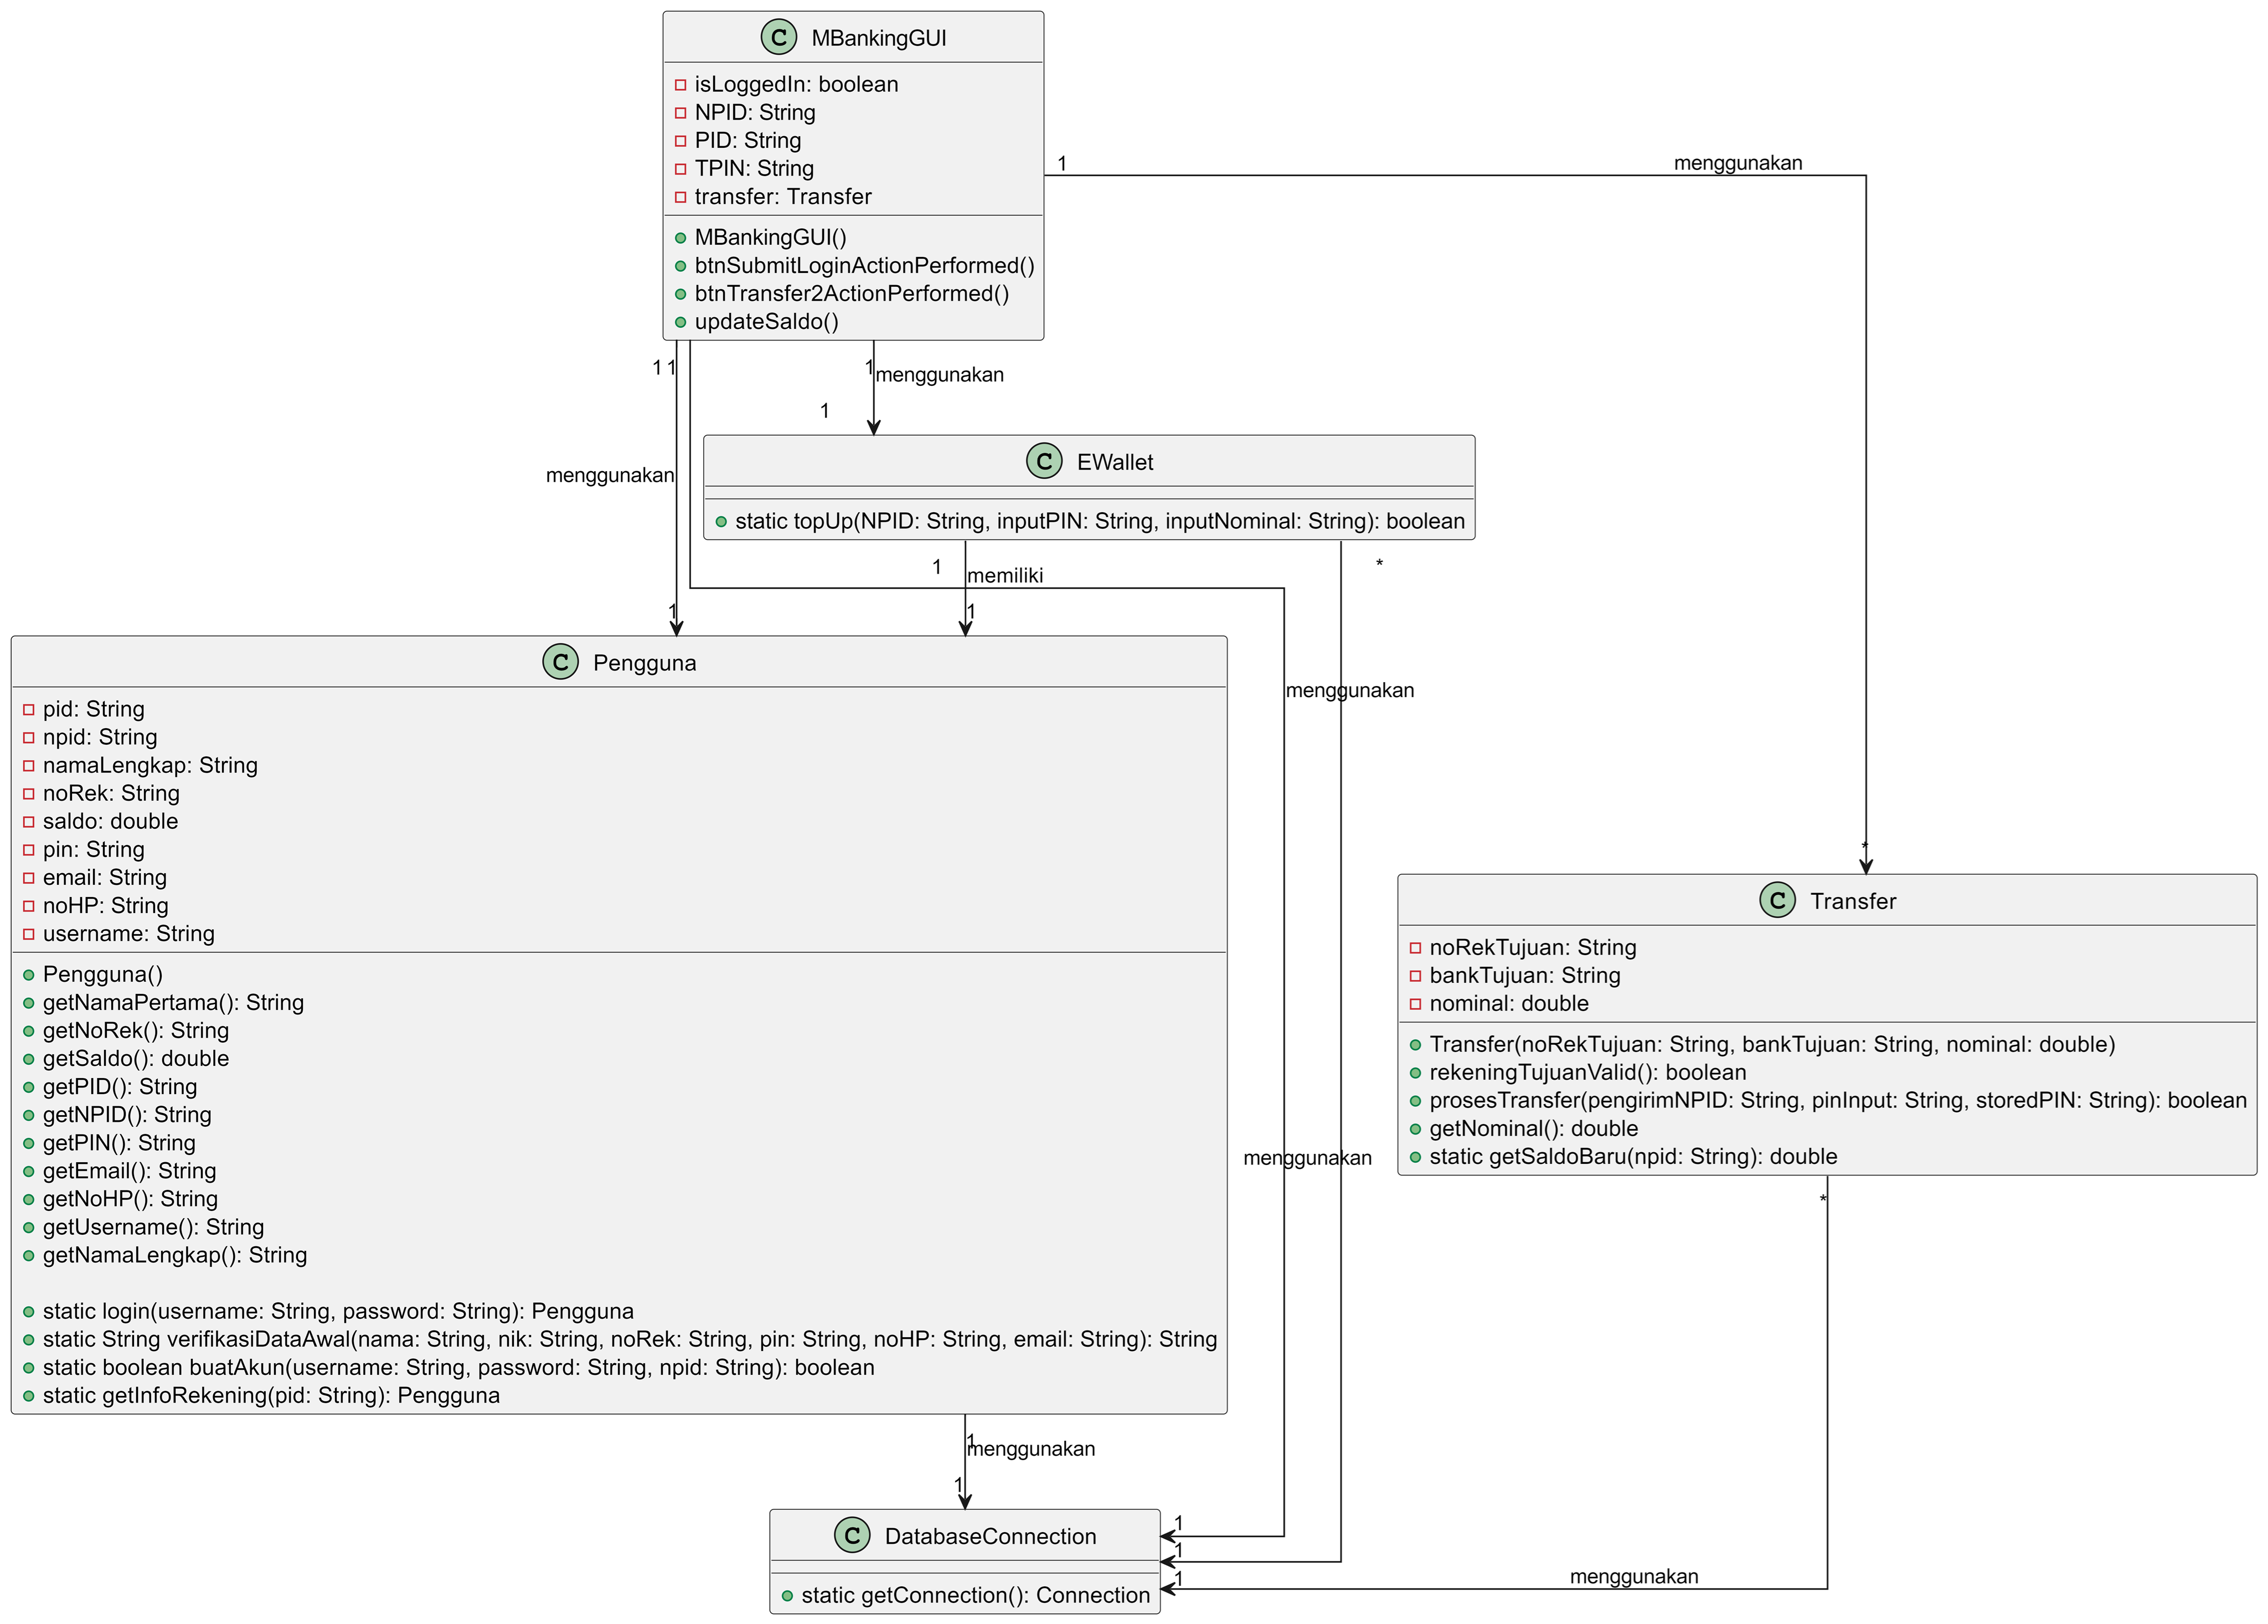 C MBankingGUI
isLoggedIn: boolean
NPID: String
PID: String
TPIN: String
transfer: Transfer
MBankingGUI()
btnSubmitLoginActionPerformed()
btnTransfer2ActionPerformed()
updateSaldo()
1
menggunakan
1 1
1
menggunakan
1
menggunakan
C EWallet
static topUp(NPID: String, inputPIN: String, inputNominal: String): boolean
1
memiliki
*
1
1
C Pengguna
pid: String
npid: String
namaLengkap: String
noRek: String
saldo: double
pin: String
email: String
noHP: String
username: String
Pengguna()
getNamaPertama(): String
getNoRek(): String
getSaldo(): double
getPID(): String
getNPID(): String
getPIN(): String
getEmail(): String
getNoHP(): String
getUsername(): String
getNamaLengkap(): String
static login(username: String, password: String): Pengguna
static String verifikasiDataAwal(nama: String, nik: String, noRek: String, pin: String, noHP: String, email: String): String
static boolean buatAkun(username: String, password: String, npid: String): boolean
static getInfoRekening(pid: String): Pengguna
menggunakan
menggunakan
*
C Transfer
noRekTujuan: String
bankTujuan: String
nominal: double
Transfer(noRekTujuan: String, bankTujuan: String, nominal: double)
rekeningTujuanValid(): boolean
prosesTransfer(pengirimNPID: String, pinInput: String, storedPIN: String): boolean
getNominal(): double
static getSaldoBaru(npid: String): double
*
1
menggunakan
1
C DatabaseConnection
static getConnection(): Connection
1
1
1
menggunakan